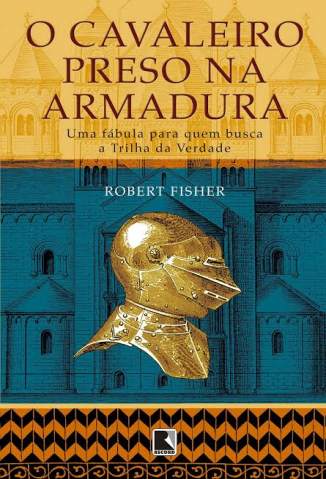 O CAVALEIRO
PRESO NA
ARMADURA
Uma fábula para quem busca
a Trilha da Verdade
ROBERT FISHER
RECORD